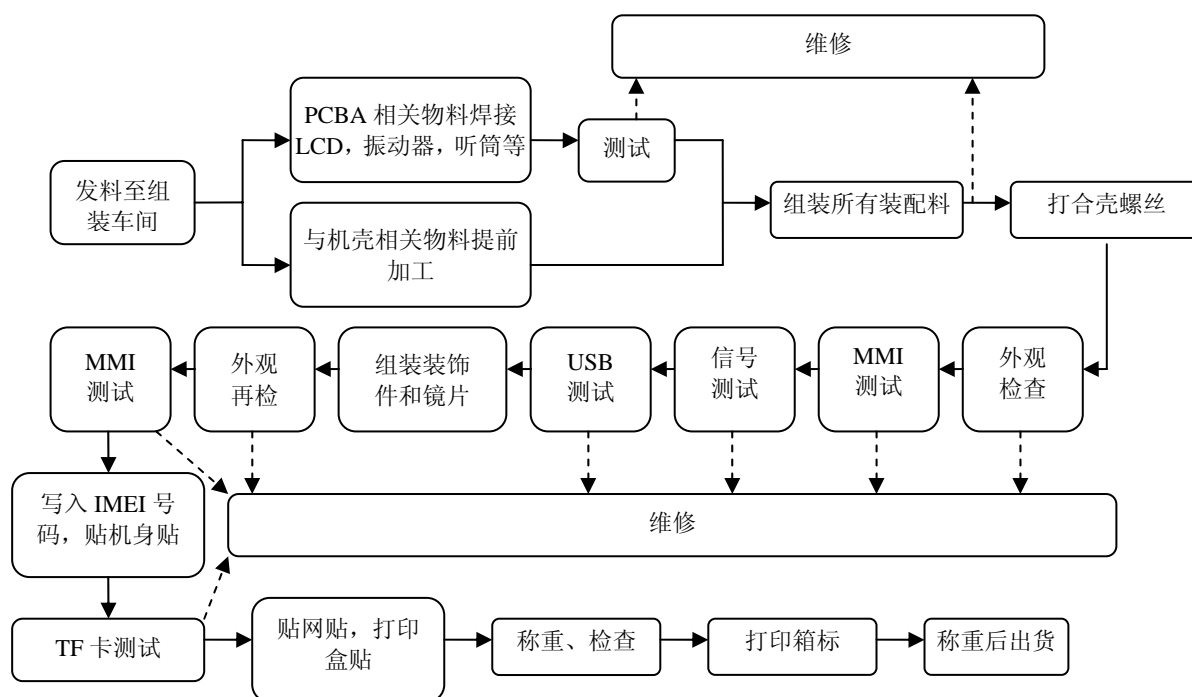 维修
PCBA 相关物料焊接
LCD，振动器，听筒等
测试
发料至组
装车间
组装所有装配料
打合壳螺丝
与机壳相关物料提前
加工
MMI
测试
外观
再检
组装装饰
件和镜片
USB
测试
信号
测试
MMI
测试
外观
检查
写入 IMEI 号
码，贴机身贴
维修
TF 卡测试
贴网贴，打印
盒贴
称重、检查
打印箱标
称重后出货